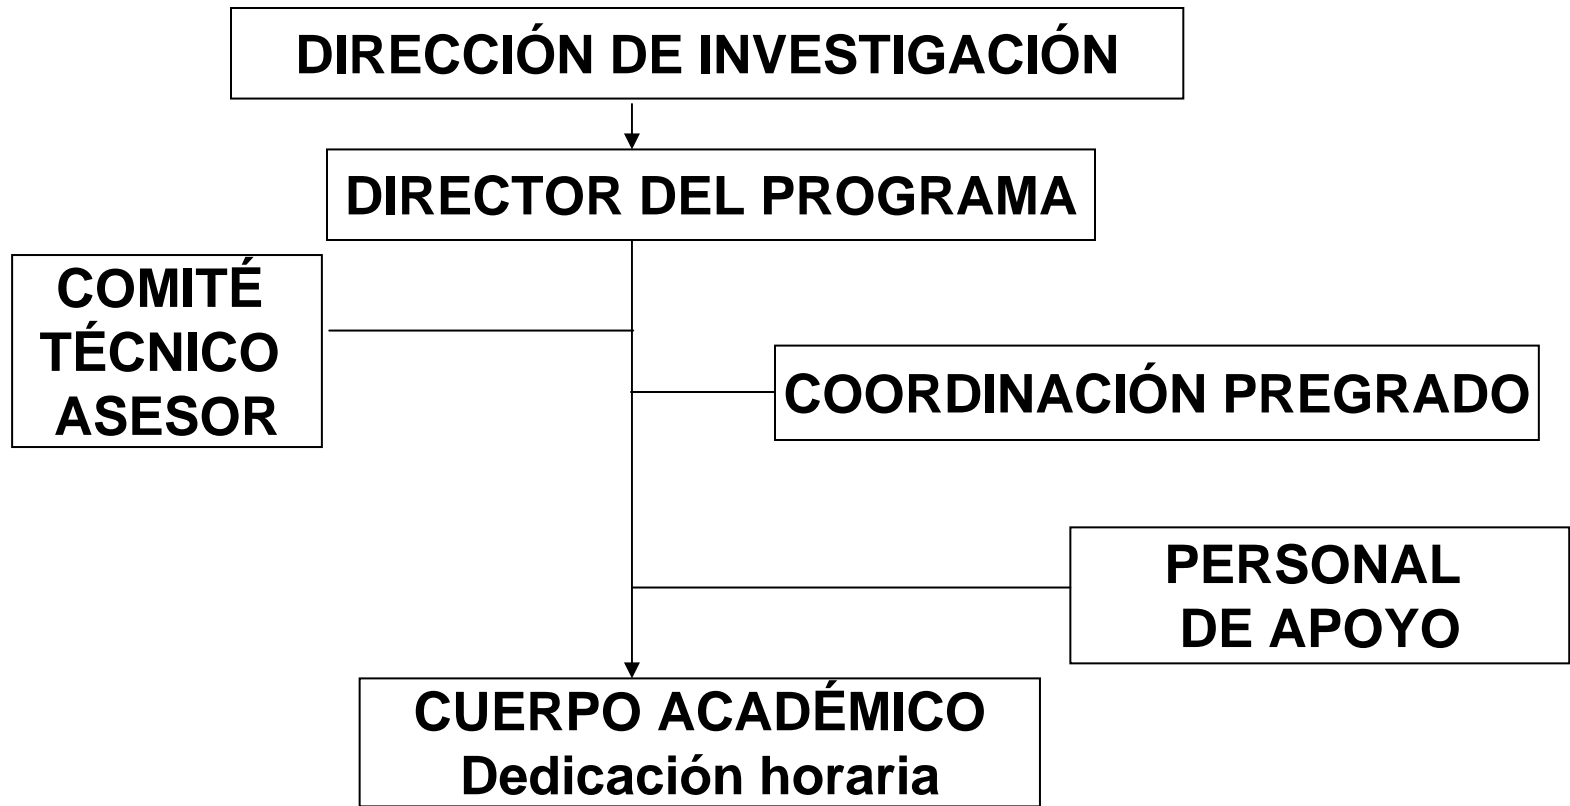 DIRECCIÓN DE INVESTIGACIÓN
DIRECTOR DEL PROGRAMA
COMITÉ
TÉCNICO
ASESOR
COORDINACIÓN PREGRADO
PERSONAL
DE APOYO
CUERPO ACADÉMICO
Dedicación horaria